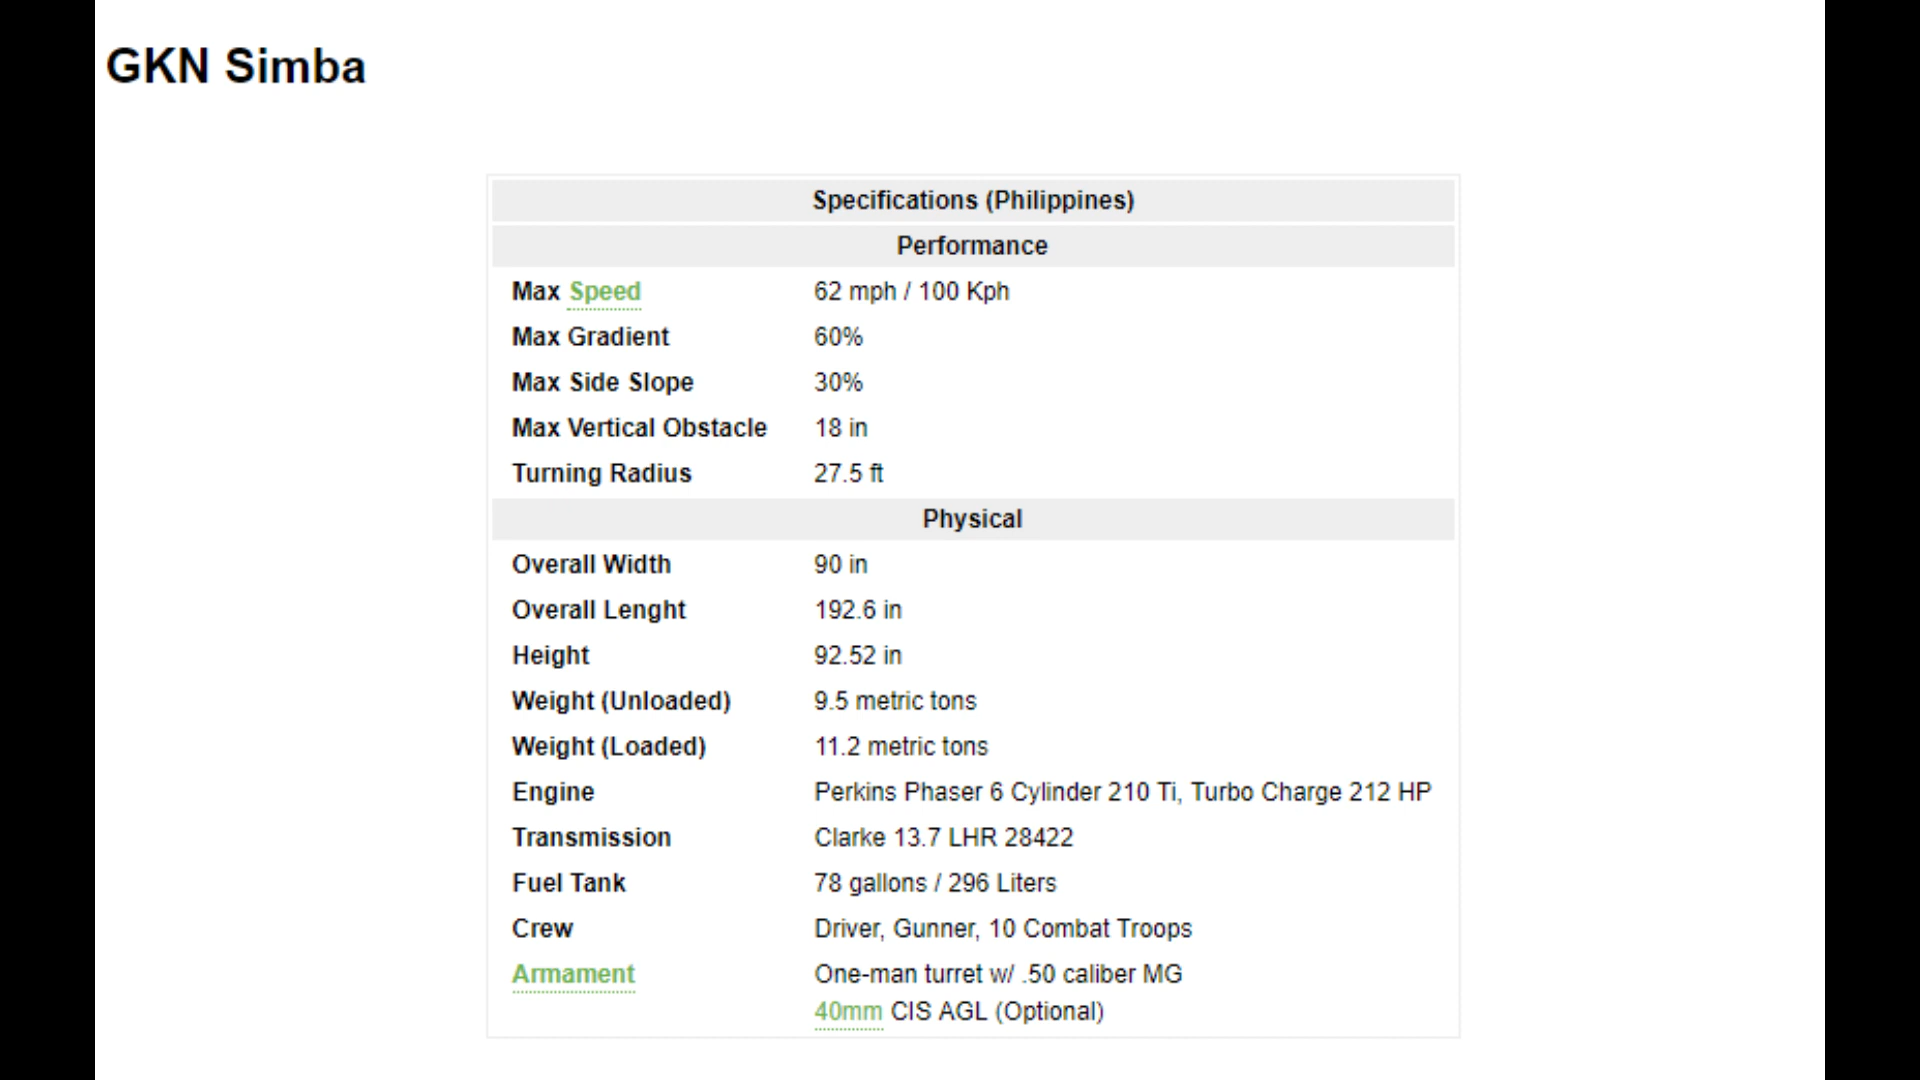 GKN Simba
Specifications (Philippines)
Performance
Max Speed 62 mph / 100 Kph
Max Gradient 60%
Max Side Slope 30%
Max Vertical Obstacle 18 in
Turning Radius 27.5 ft
Physical
Overall Width 90 in
Overall Lenght 192.6 in
Height 92.52 in
Weight (Unloaded) 9.5 metric tons
Weight (Loaded) 11.2 metric tons
Engine Perkins Phaser 6 Cylinder 210 Ti, Turbo Charge 212 HP
Transmission Clarke 13.7 LHR 28422
Fuel Tank 78 gallons / 296 Liters
Crew Driver, Gunner, 10 Combat Troops
Armament One-man turret w/ .50 caliber MG
40mm CIS AGL (Optional)